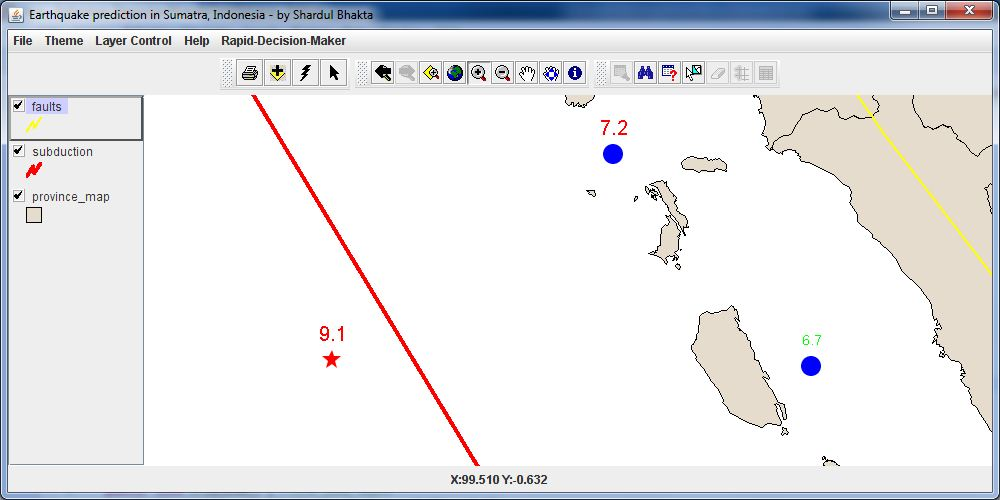 Earthquake prediction in Sumatra, Indonesia - by Shardul Bhakta
File Theme Layer Control Help Rapid-Decision-Maker
faults
subduction
province_map
7.2
9.1
6.7
X:99.510 Y:-0.632